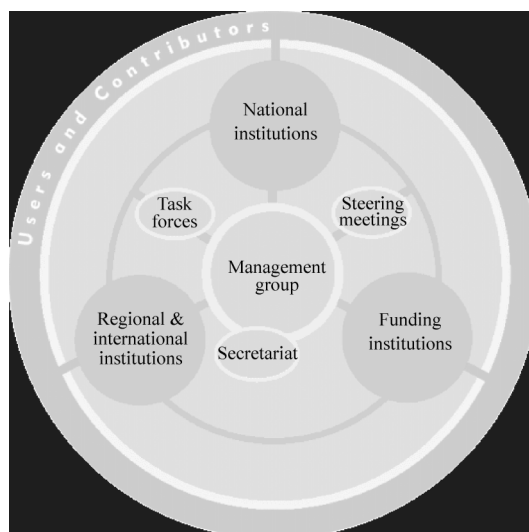 Users and Contributors
National
institutions
Task
forces
Steering
meetings
Management
group
Regional &
international
institutions
Funding
institutions
Secretariat